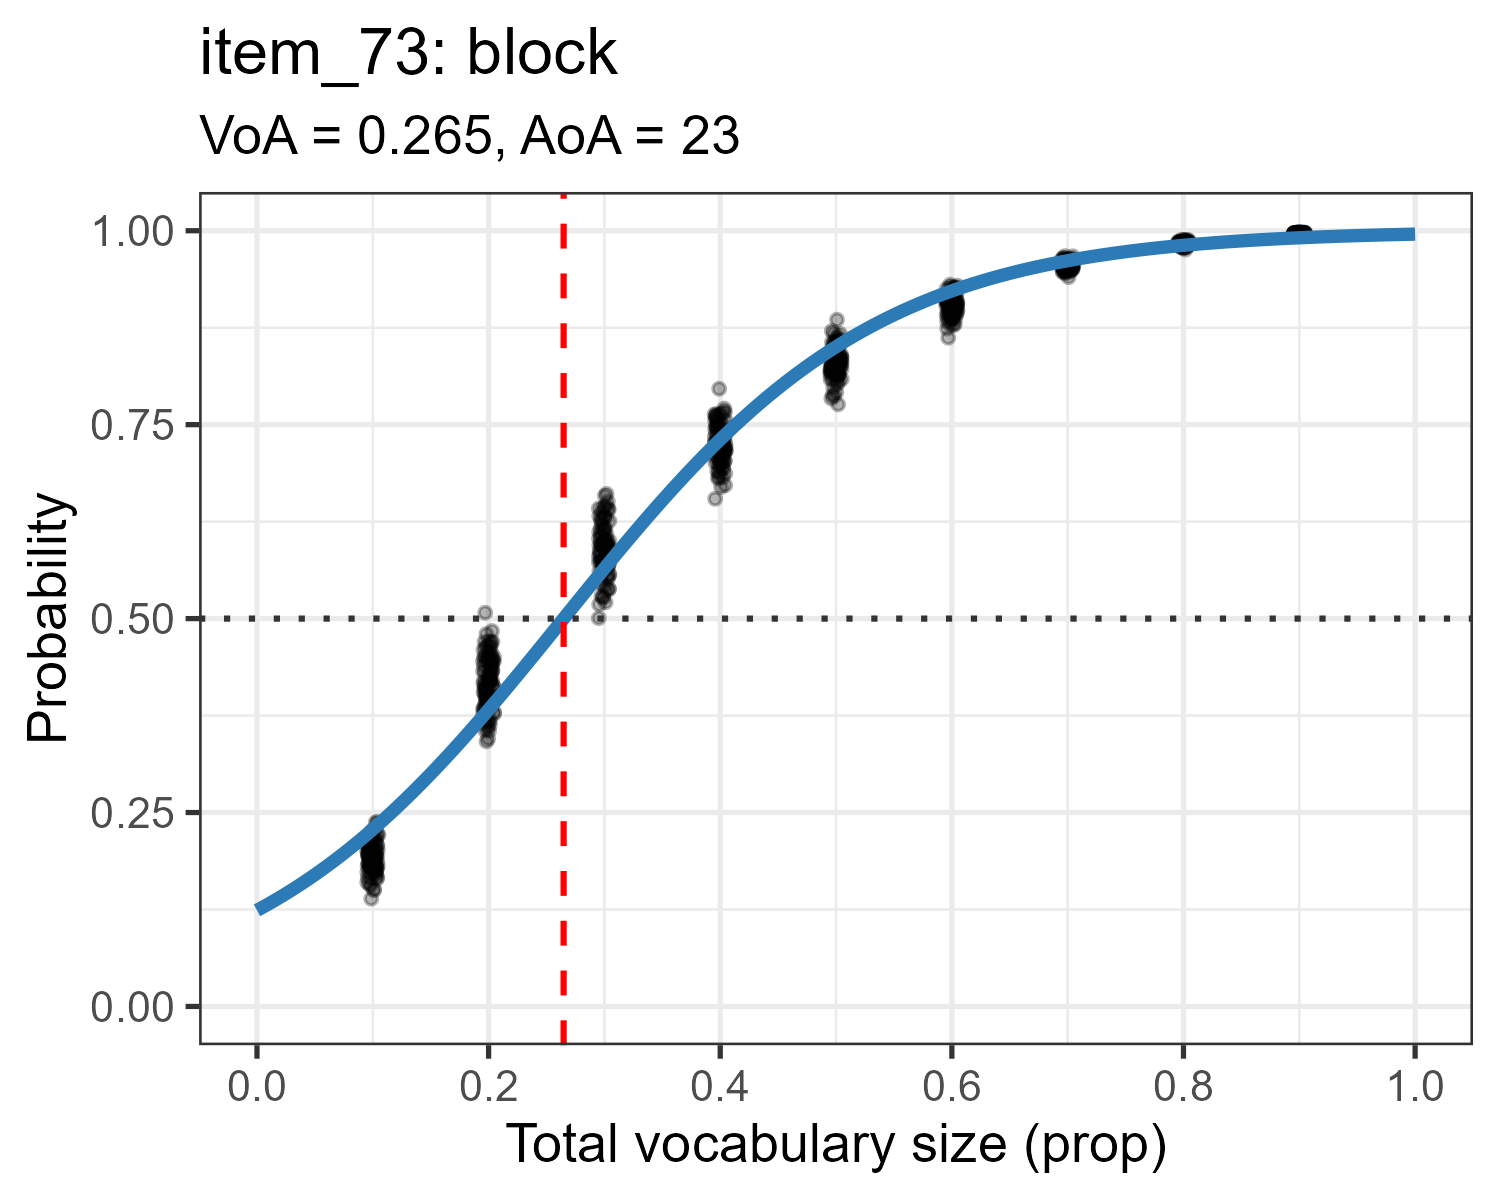 item_73: block
VoA = 0.265, AoA = 23
1.00
0.75
0.50
0.25
0.00
Probability
0.0 0.2 0.4 0.6 0.8 1.0
Total vocabulary size (prop)